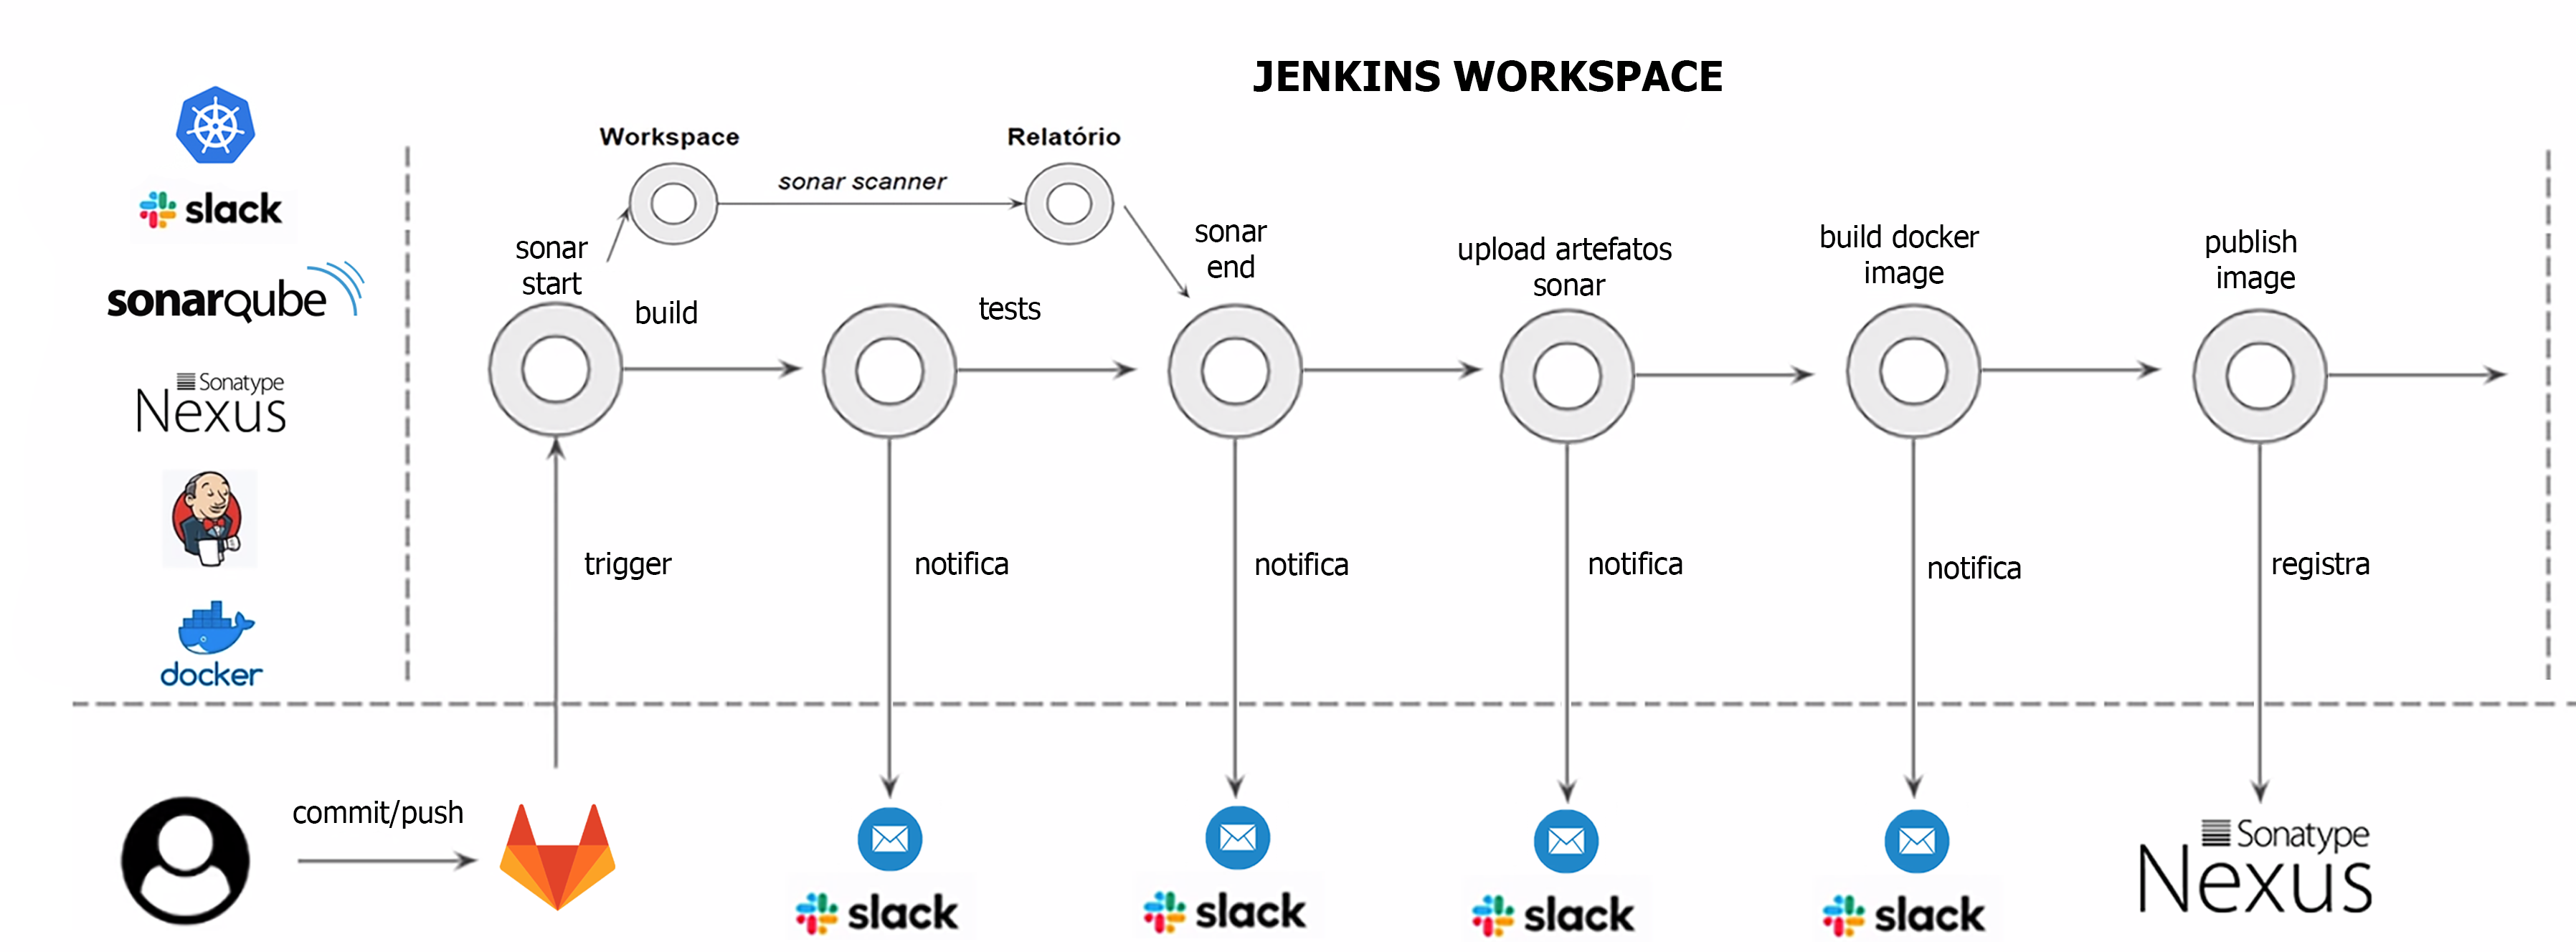 JENKINS WORKSPACE
Workspace
Relatório
sonar scanner
slack
sonar
start
sonar
end
upload artefatos
sonar
build docker
image
publish
image
sonarqube
build
tests
Sonatype
Nexus
trigger
notifica
notifica
notifica
notifica
registra
docker
commit/push
Sonatype
Nexus
slack
slack
slack
slack